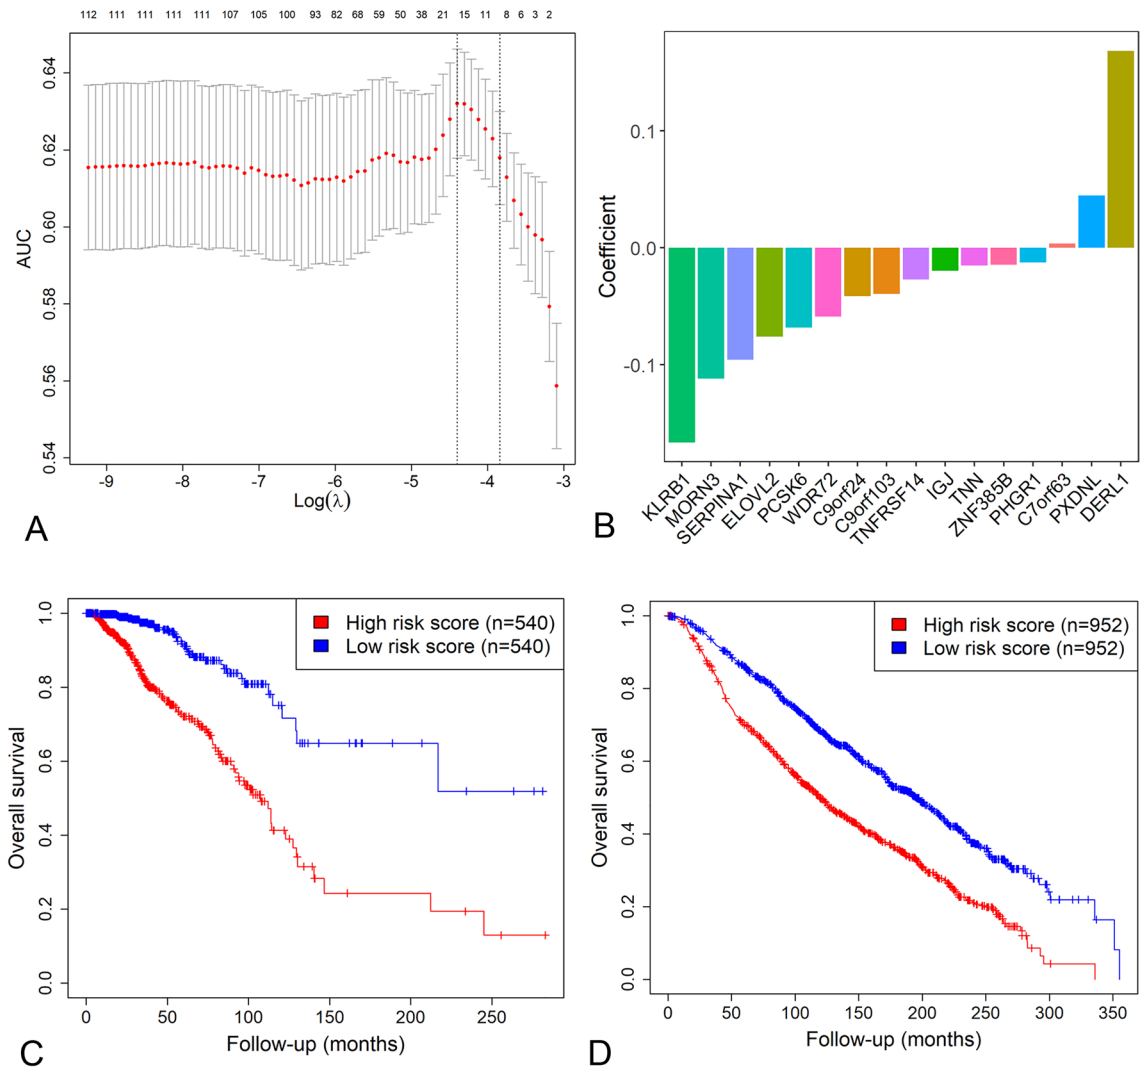 112 111 111 111 111 107 105 100 93 82 68 59 50 38 21 15 11 8 6 3 2
0.64
0.62
0.60
0.58
0.56
0.54
AUC
-9 -8 -7 -6 -5 -4 -3
Log(λ)
A
0.1
0.0
-0.1
Coefficient
KLRB1
MORN3
SERPINA1
ELOVL2
PCSK6
WDR72
C9orf24
C9orf103
TNFRSF14
IGJ
TNN
ZNF385B
PHGR1
C7orf63
PXDNL
DERL1
B
High risk score (n=540)
Low risk score (n=540)
1.0
0.8
0.6
0.4
0.2
0.0
Overall survival
0 50 100 150 200 250
Follow-up (months)
C
High risk score (n=952)
Low risk score (n=952)
1.0
0.8
0.6
0.4
0.2
0.0
Overall survival
0 50 100 150 200 250 300 350
Follow-up (months)
D